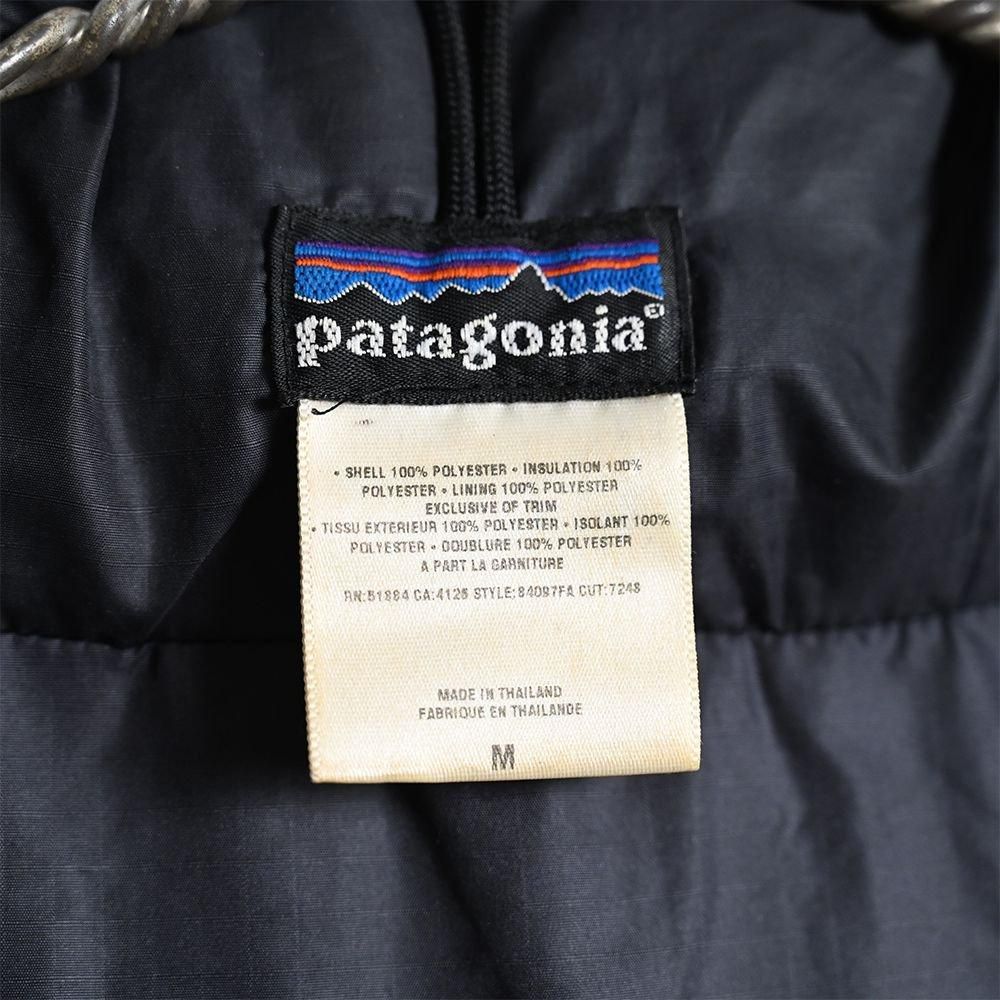 patagonia®
• SHELL 100% POLYESTER • INSULATION 100%
POLYESTER • LINING 100% POLYESTER
EXCLUSIVE OF TRIM
• TISSU EXTERIEUR 100% POLYESTER • ISOLANT 100%
POLYESTER • DOUBLURE 100% POLYESTER
A PART LA GARNITURE
RN:51884 CA:4125 STYLE:84097FA CUT:7248
MADE IN THAILAND
FABRIQUE EN THAILANDE
M